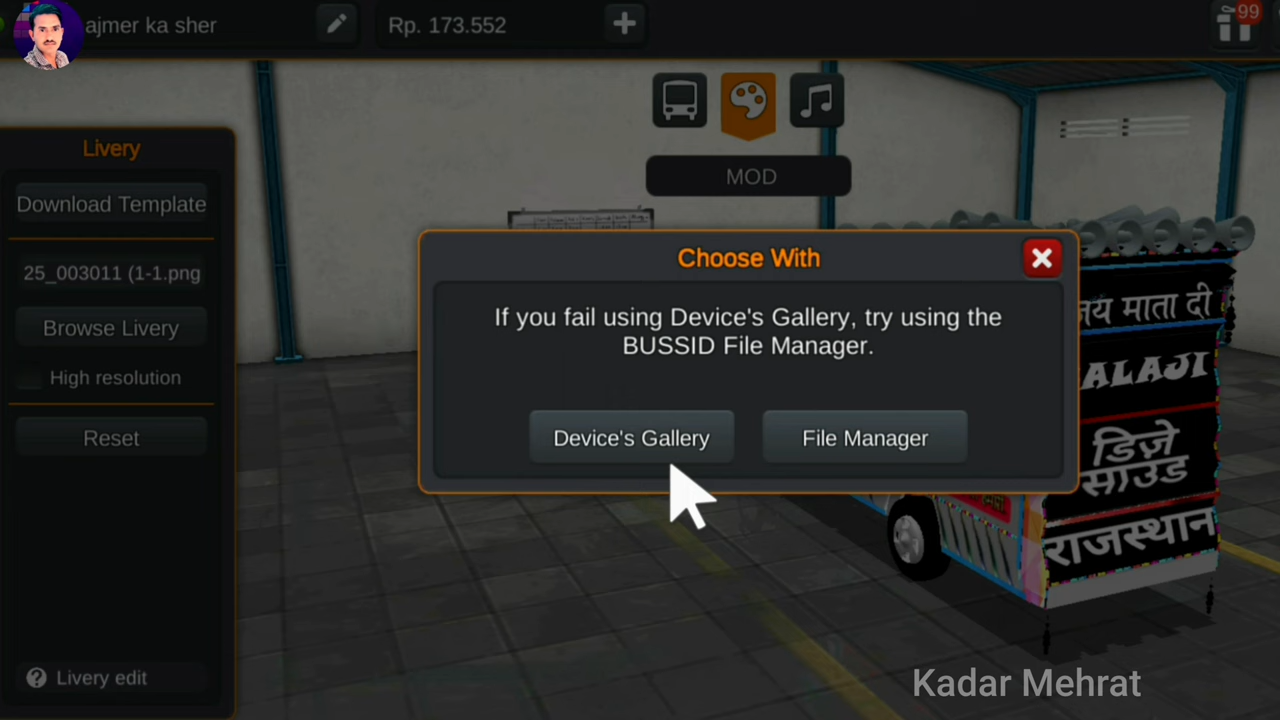 ajmer ka sher
Rp. 173.552
99
Livery
Download Template
25_003011 (1-1.png
Browse Livery
High resolution
Reset
Livery edit
MOD
Choose With
If you fail using Device's Gallery, try using the
BUSSID File Manager.
Device's Gallery
File Manager
जय माता दी
ALAJI
डिज़े
साउंड
राजस्थान
Kadar Mehrat